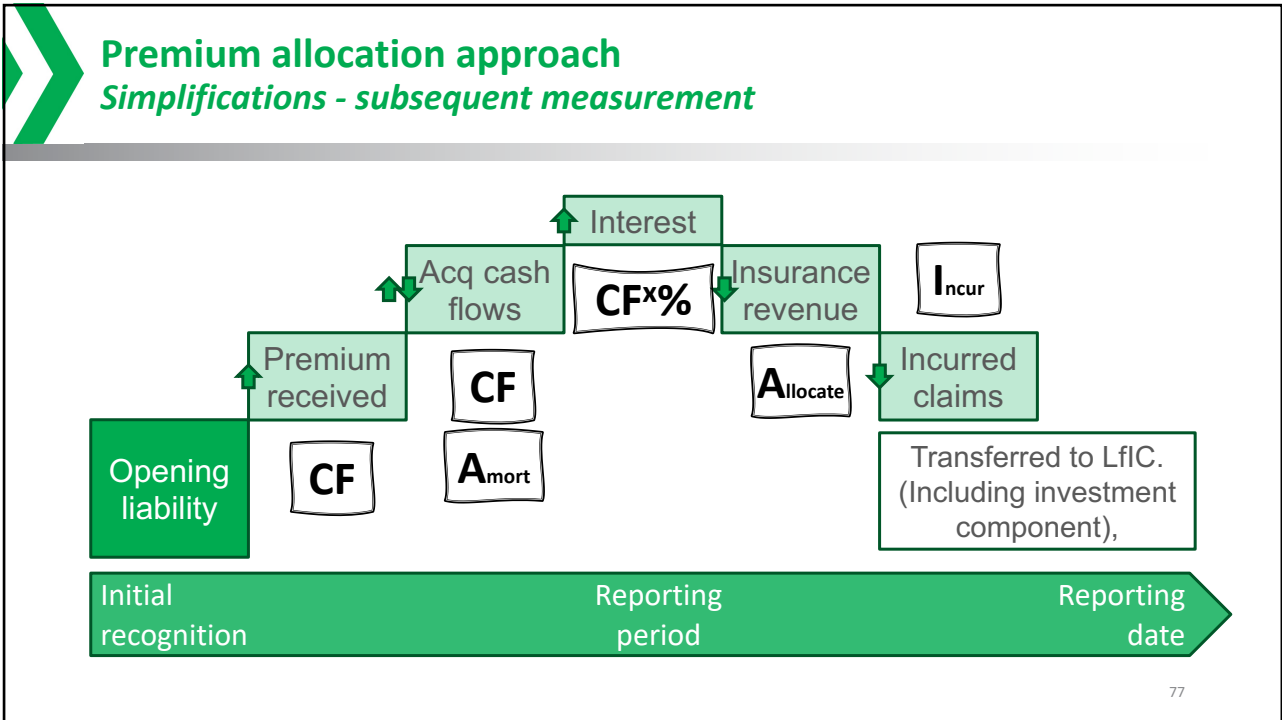 Premium allocation approach
Simplifications - subsequent measurement
Interest
Acq cash
flows
CFx%
Insurance
revenue
Incur
Premium
received
CF
Allocate
Incurred
claims
Opening
liability
CF
Amort
Transferred to LfIC.
(Including investment
component),
Initial
recognition
Reporting
period
Reporting
date
77